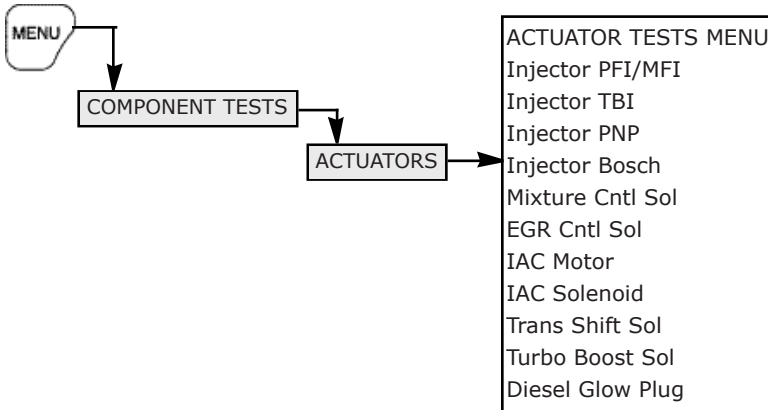 MENU
COMPONENT TESTS
ACTUATORS
ACTUATOR TESTS MENU
Injector PFI/MFI
Injector TBI
Injector PNP
Injector Bosch
Mixture Cntl Sol
EGR Cntl Sol
IAC Motor
IAC Solenoid
Trans Shift Sol
Turbo Boost Sol
Diesel Glow Plug